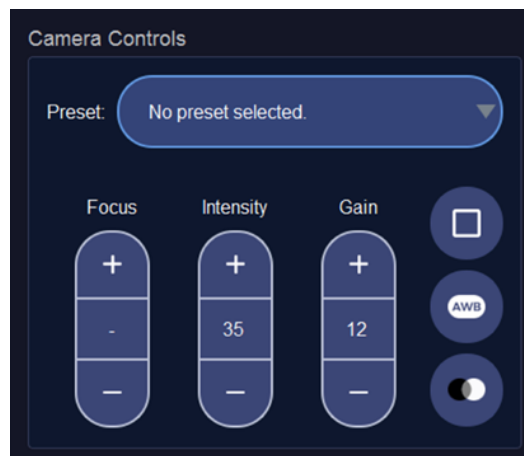 Camera Controls
Preset: No preset selected.
Focus Intensity Gain
+ + +
- 35 12
AWB
− − −